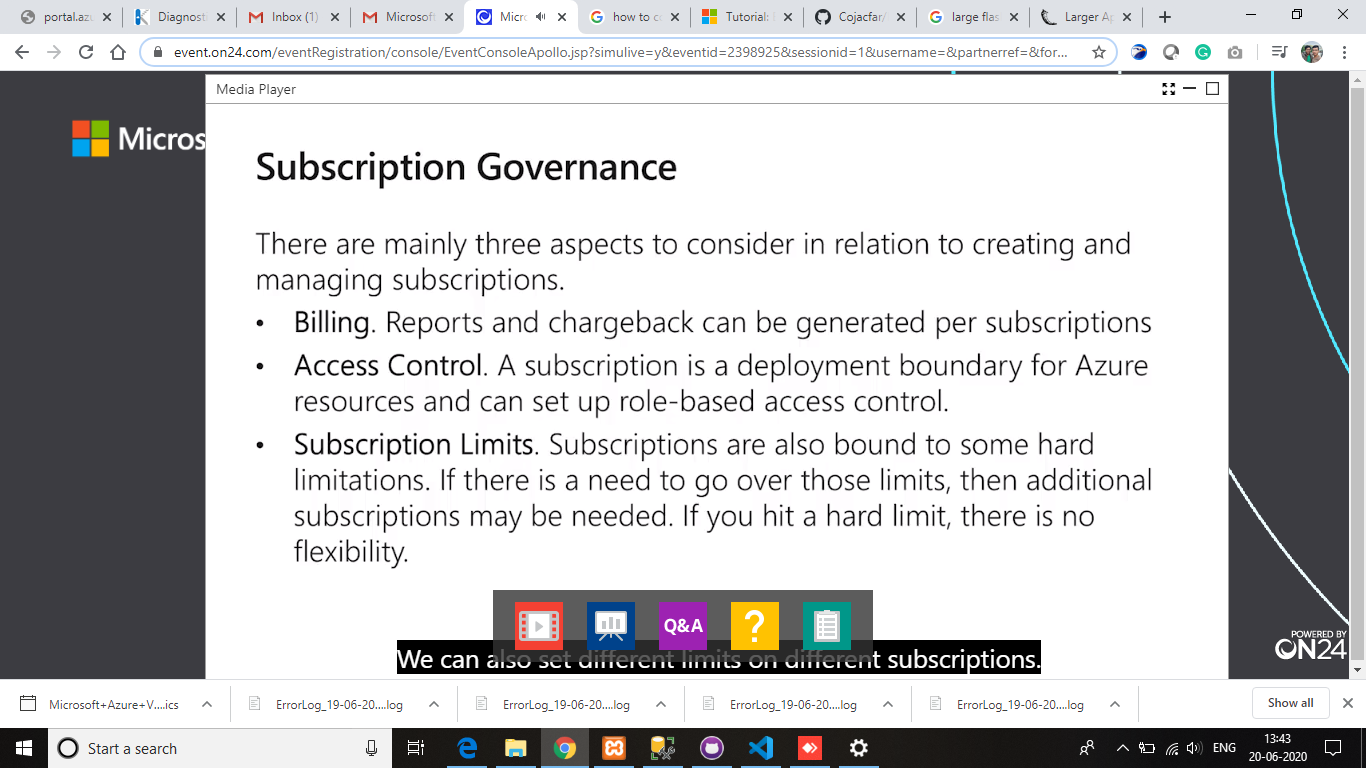 portal.az
Diagnost
Inbox (1)
Microsoft
Micr
how to c
Tutorial:
Cojacfar/
large flas
Larger Ap
event.on24.com/eventRegistration/console/EventConsoleApollo.jsp?simulive=y&eventid=2398925&sessionid=1&username=&partnerref=&for...
Media Player
Micros
Subscription Governance
There are mainly three aspects to consider in relation to creating and
managing subscriptions.
• Billing. Reports and chargeback can be generated per subscriptions
• Access Control. A subscription is a deployment boundary for Azure
resources and can set up role-based access control.
• Subscription Limits. Subscriptions are also bound to some hard
limitations. If there is a need to go over those limits, then additional
subscriptions may be needed. If you hit a hard limit, there is no
flexibility.
Q&A
?
We can also set different limits on different subscriptions.
POWERED BY
ON24
Microsoft+Azure+V....ics
ErrorLog_19-06-20....log
ErrorLog_19-06-20....log
ErrorLog_19-06-20....log
ErrorLog_19-06-20....log
Show all
Start a search
ENG
13:43
20-06-2020